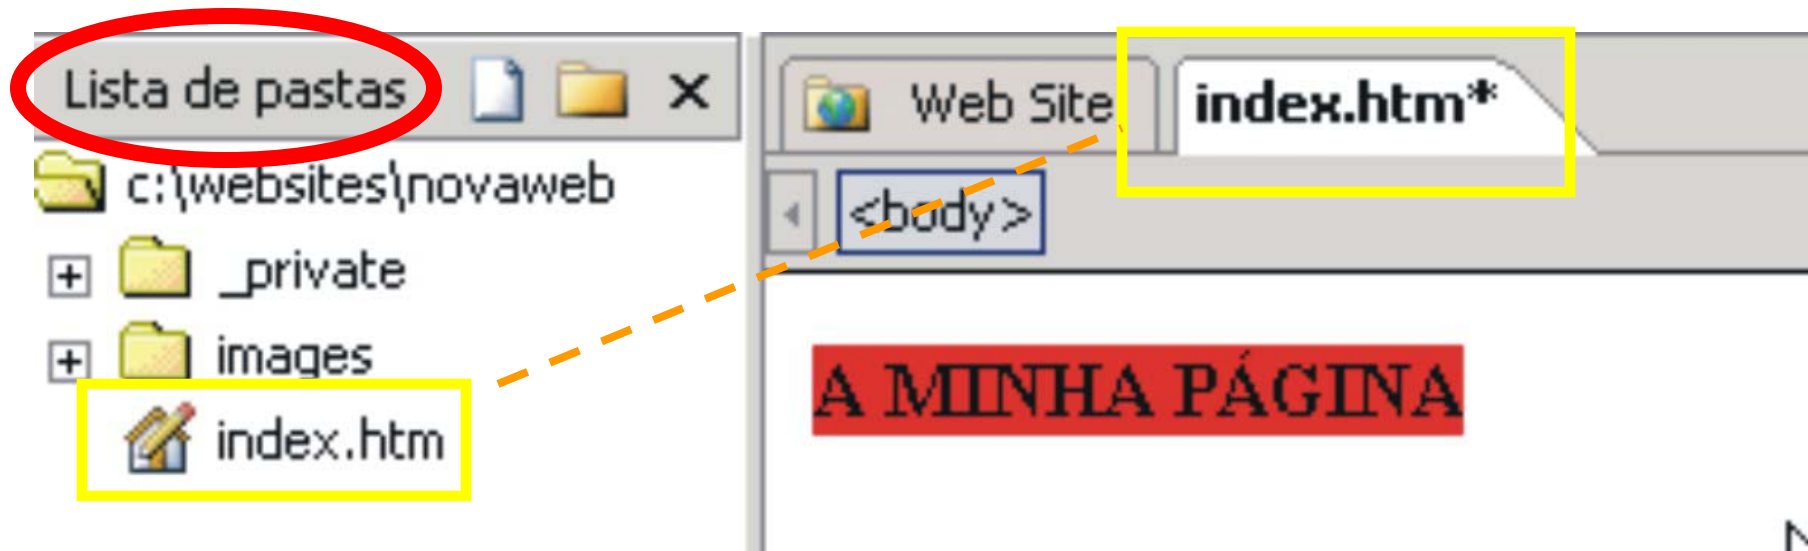 Lista de pastas
c:\websites\novaweb
_private
images
index.htm
Web Site
index.htm*
<body>
A MINHA PÁGINA